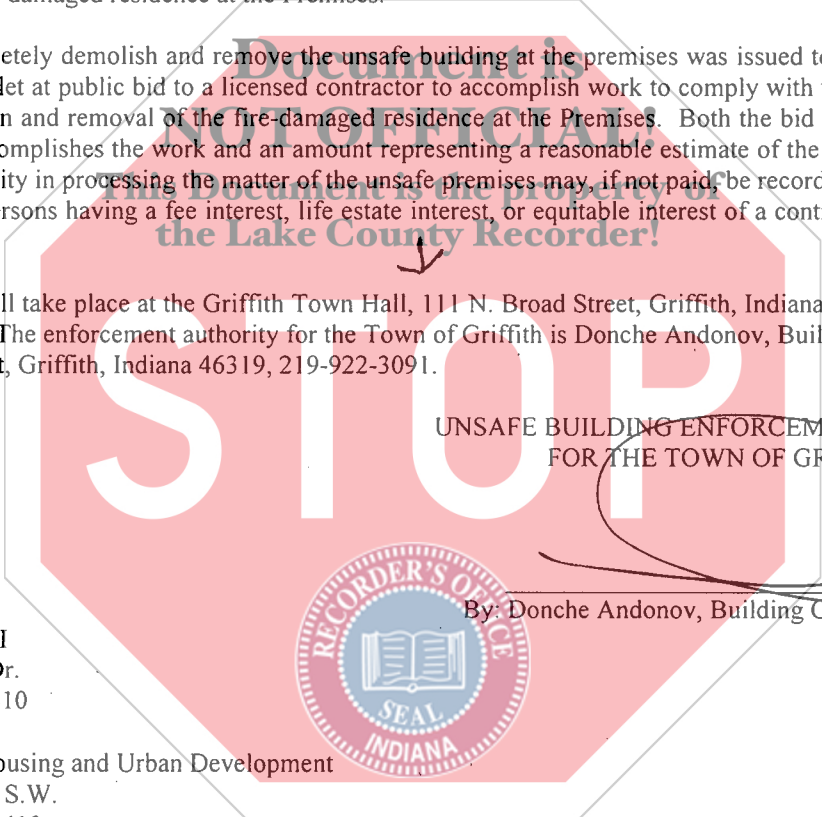 damaged residence at the Premises.
etely demolish and remove the unsafe building at the premises was issued to
let at public bid to a licensed contractor to accomplish work to comply with
n and removal of the fire-damaged residence at the Premises. Both the bid
omplishes the work and an amount representing a reasonable estimate of the
ity in processing the matter of the unsafe premises may, if not paid, be record
rsons having a fee interest, life estate interest, or equitable interest of a cont
Document is
NOT OFFICIAL!
This Document is the property of
the Lake County Recorder!
ll take place at the Griffith Town Hall, 111 N. Broad Street, Griffith, Indiana
The enforcement authority for the Town of Griffith is Donche Andonov, Buil
t, Griffith, Indiana 46319, 219-922-3091.
STOP
UNSAFE BUILDING ENFORCEM
FOR THE TOWN OF GR
By: Donche Andonov, Building C
RECORDER'S OFFICE
SEAL
INDIANA
I
Dr.
10
ousing and Urban Development
S.W.